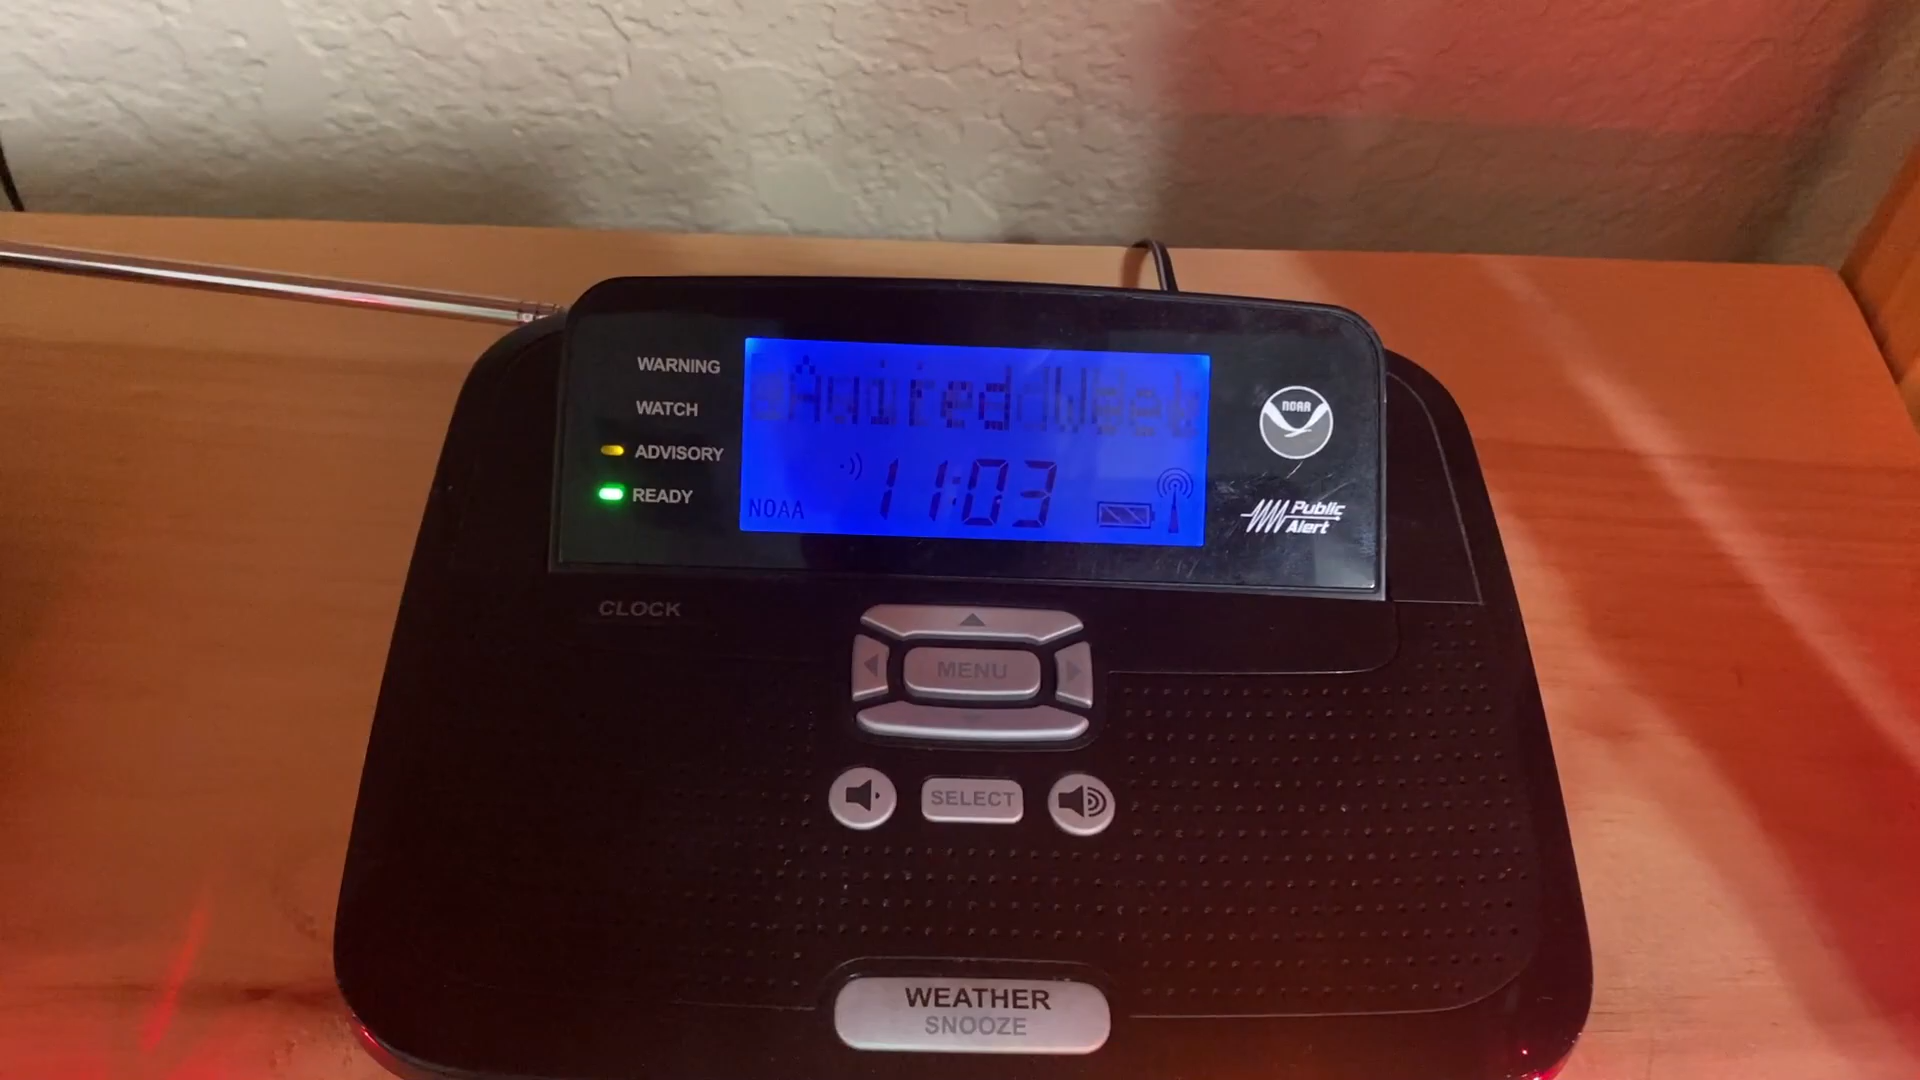 WARNING
WATCH
ADVISORY
READY
11:03
NOAA
NOAA
Public
Alert
CLOCK
MENU
SELECT
WEATHER
SNOOZE